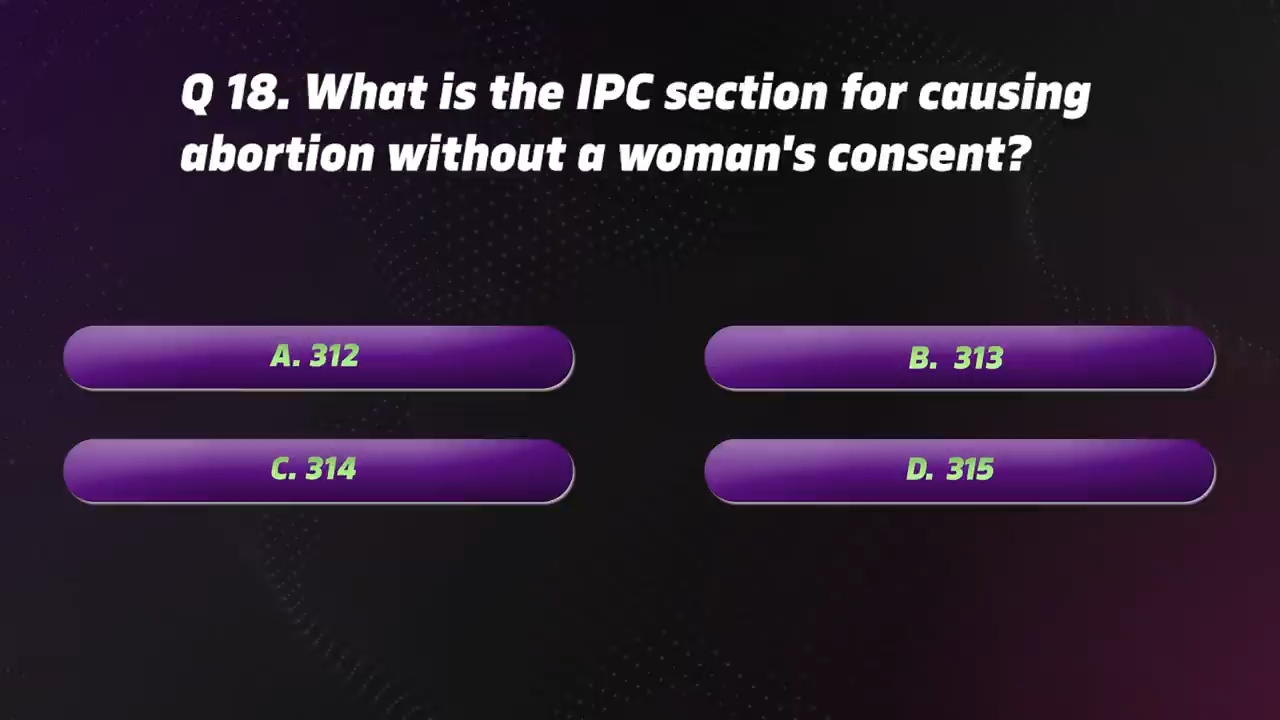 Q 18. What is the IPC section for causing
abortion without a woman's consent?
A. 312
B. 313
C. 314
D. 315